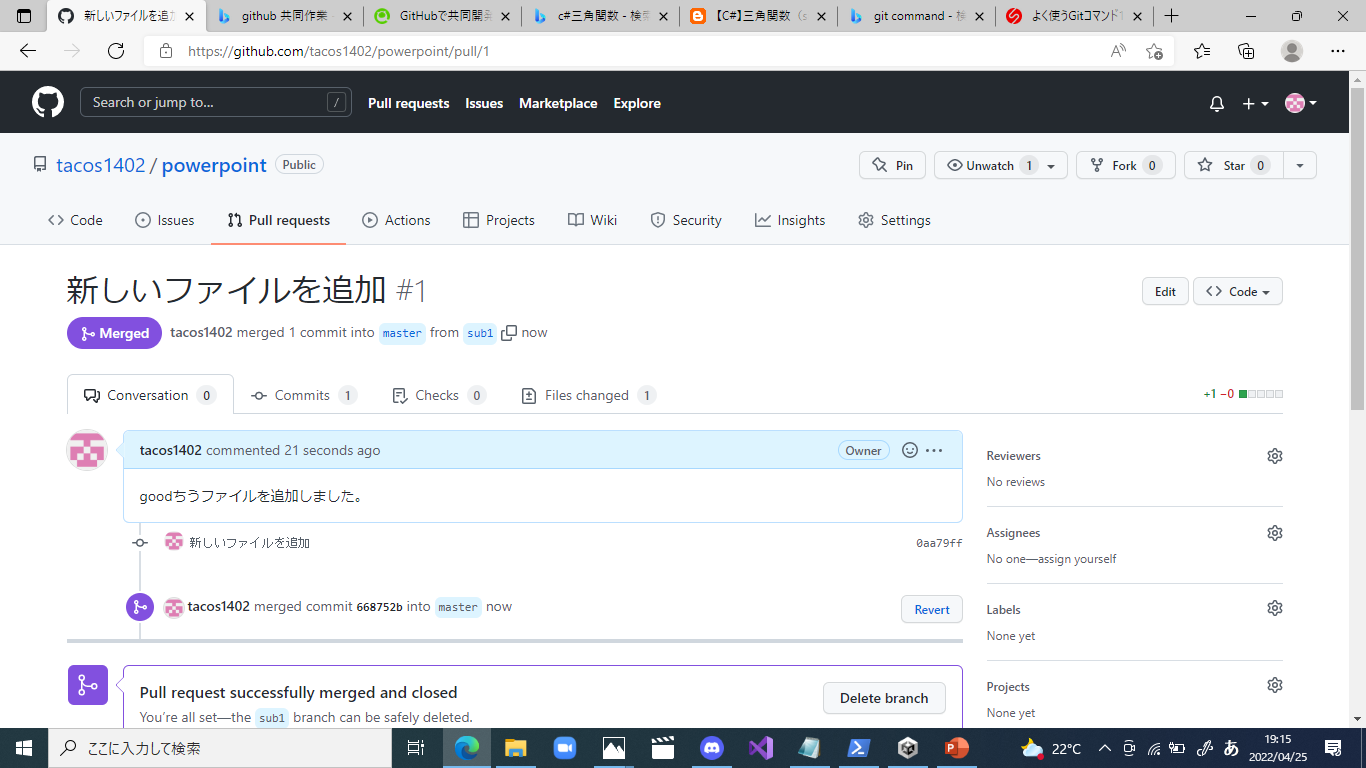 新しいファイルを追加
github 共同作業 -
GitHubで共同開発
c#三角関数 - 検索
【C#】三角関数（s
git command - 検
よく使うGitコマンド
https://github.com/tacos1402/powerpoint/pull/1
Search or jump to...
/
Pull requests
Issues
Marketplace
Explore
tacos1402 / powerpoint
Public
Pin
Unwatch 1
Fork 0
Star 0
Code
Issues
Pull requests
Actions
Projects
Wiki
Security
Insights
Settings
新しいファイルを追加 #1
Edit
Code
Merged
tacos1402 merged 1 commit into master from sub1 now
Conversation 0
Commits 1
Checks 0
Files changed 1
+1 −0
tacos1402 commented 21 seconds ago
Owner
goodちうファイルを追加しました。
新しいファイルを追加
0aa79ff
tacos1402 merged commit 668752b into master now
Revert
Pull request successfully merged and closed
You're all set—the sub1 branch can be safely deleted.
Delete branch
Reviewers
No reviews
Assignees
No one—assign yourself
Labels
None yet
Projects
None yet
ここに入力して検索
22°C
あ
19:15
2022/04/25